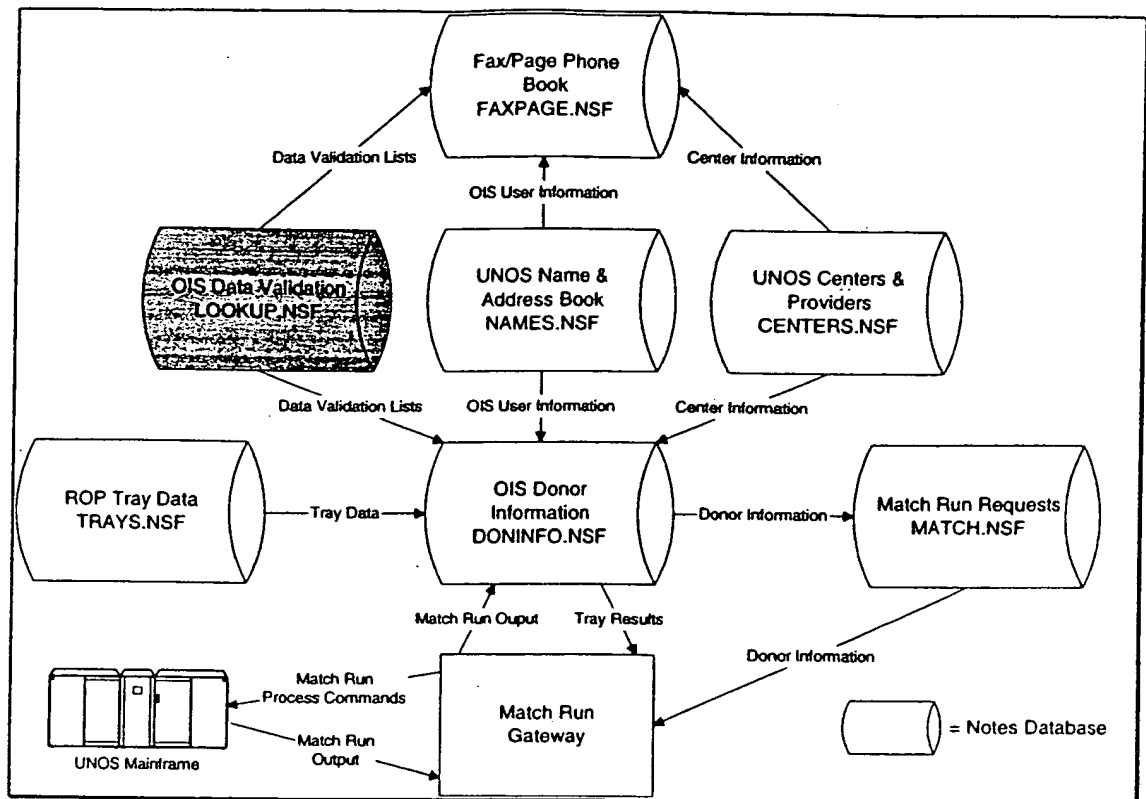 Fax/Page Phone
Book
FAXPAGE.NSF
Data Validation Lists
Center Information
OIS User Information
OIS Data Validation
LOOKUP.NSF
UNOS Name &
Address Book
NAMES.NSF
UNOS Centers &
Providers
CENTERS.NSF
Data Validation Lists
OIS User Information
Center Information
ROP Tray Data
TRAYS.NSF
Tray Data
OIS Donor
Information
DONINFO.NSF
Donor Information
Match Run Requests
MATCH.NSF
Match Run Ouput
Tray Results
Donor Information
Match Run
Process Commands
Match Run
Gateway
Match Run
Output
UNOS Mainframe
= Notes Database